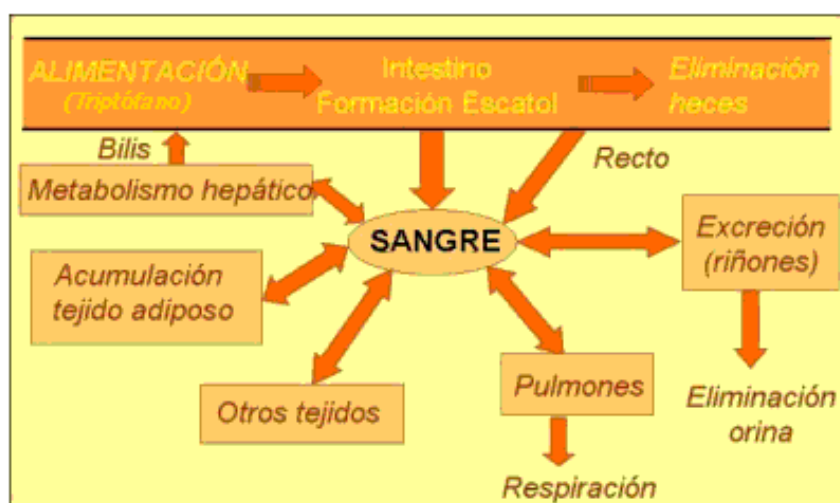 ALIMENTACIÓN
(Triptófano)
Intestino
Formación Escatol
Eliminación
heces
Bilis
Recto
Metabolismo hepático
SANGRE
Excreción
(riñones)
Acumulación
tejido adiposo
Otros tejidos
Pulmones
Eliminación
orina
Respiración